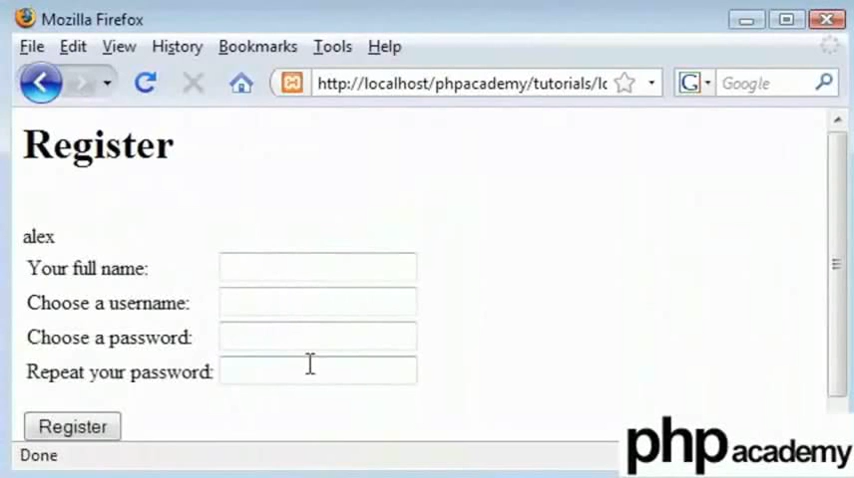 Mozilla Firefox
File Edit View History Bookmarks Tools Help
http://localhost/phpacademy/tutorials/lc G Google
Register
alex
Your full name:
Choose a username:
Choose a password:
Repeat your password:
Register
Done
php academy